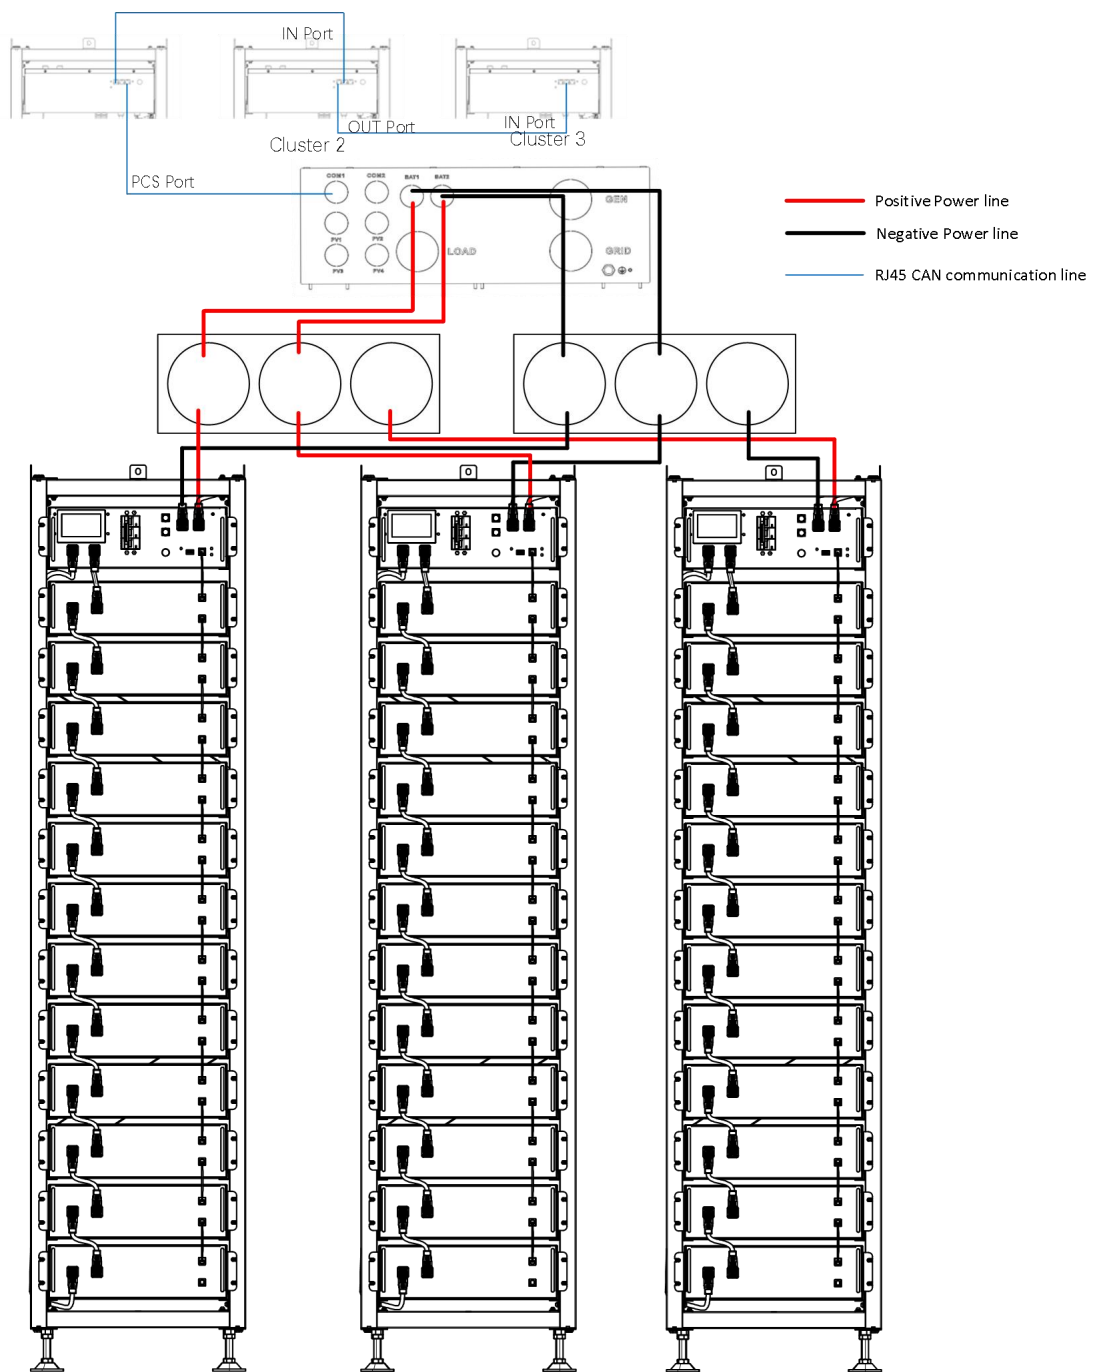 IN Port
OUT Port
IN Port
Cluster 2
Cluster 3
PCS Port
COM1
COM2
BAT1
BAT2
GEN
PV1
PV2
LOAD
GRID
PV3
PV4
Positive Power line
Negative Power line
RJ45 CAN communication line